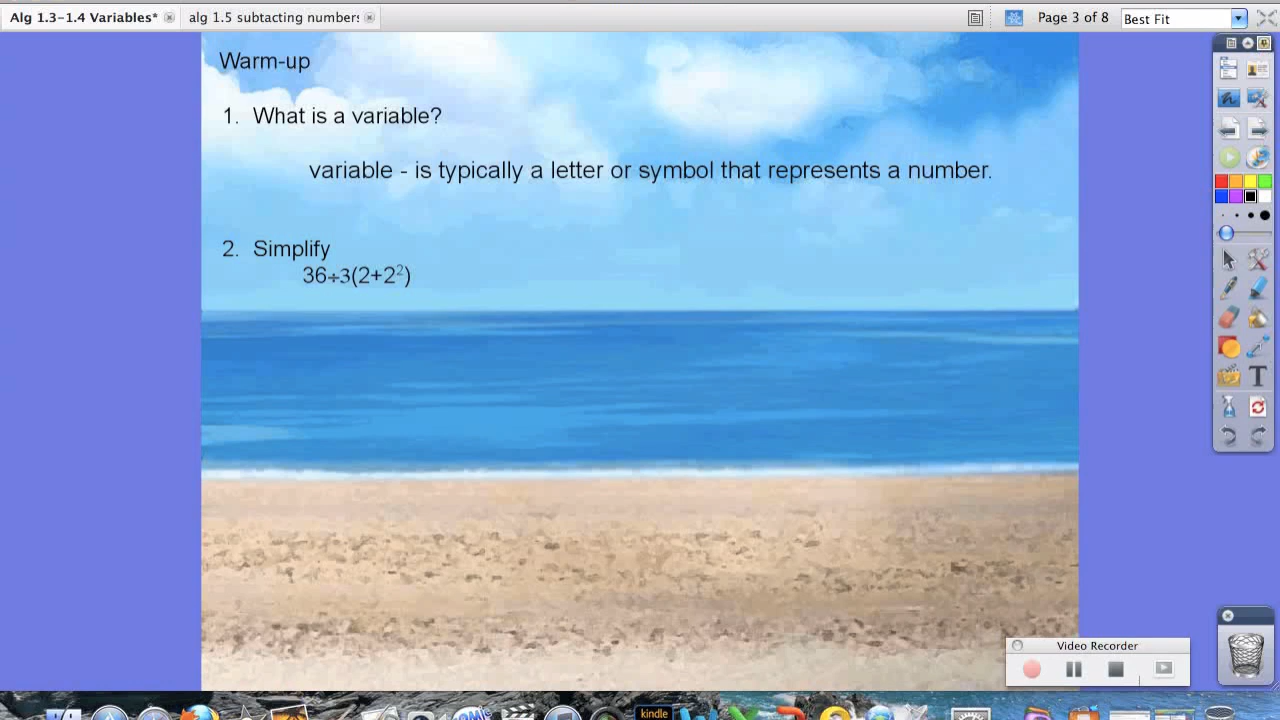 Alg 1.3-1.4 Variables*
alg 1.5 subtacting numbers
Page 3 of 8
Best Fit
Warm-up
1. What is a variable?
variable - is typically a letter or symbol that represents a number.
2. Simplify
36÷3(2+2²)
T
Video Recorder
kindle